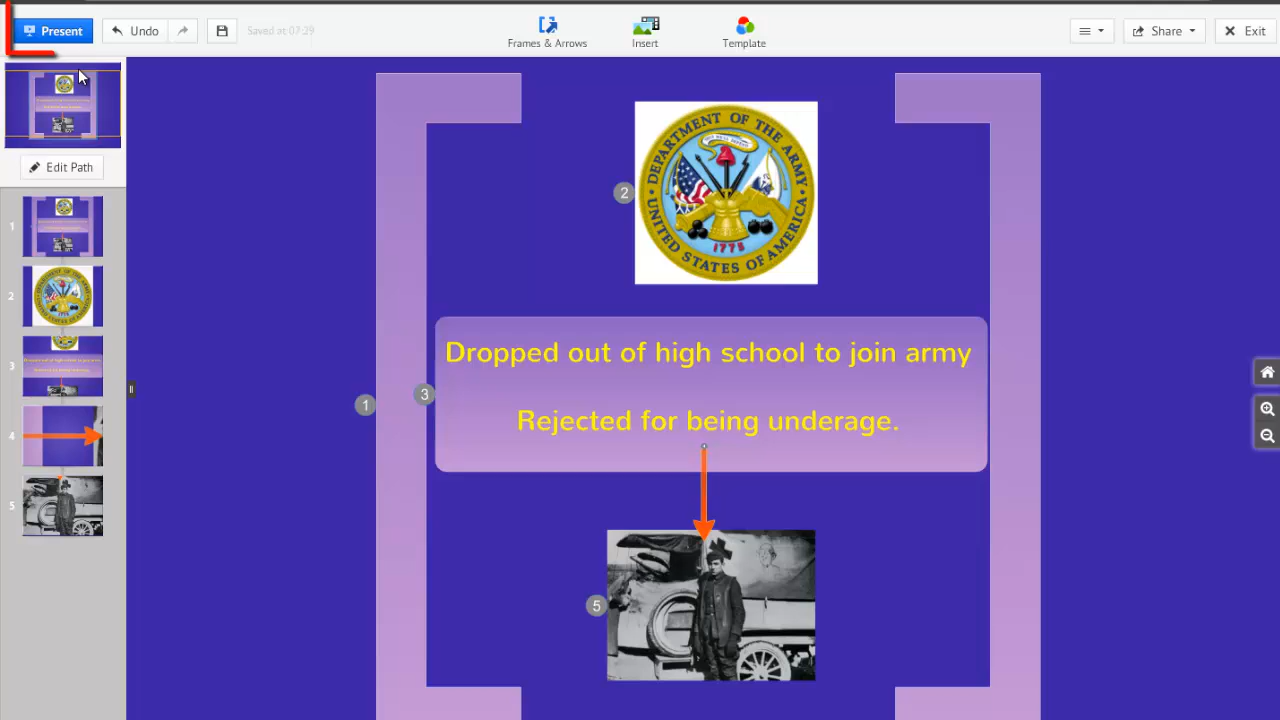 Present
Undo
Saved at 07:29
Frames & Arrows
Insert
Template
Share
Exit
Edit Path
1
2
3
4
5
2
DEPARTMENT OF THE ARMY
1775
UNITED STATES OF AMERICA
3
Dropped out of high school to join army
Rejected for being underage.
1
5